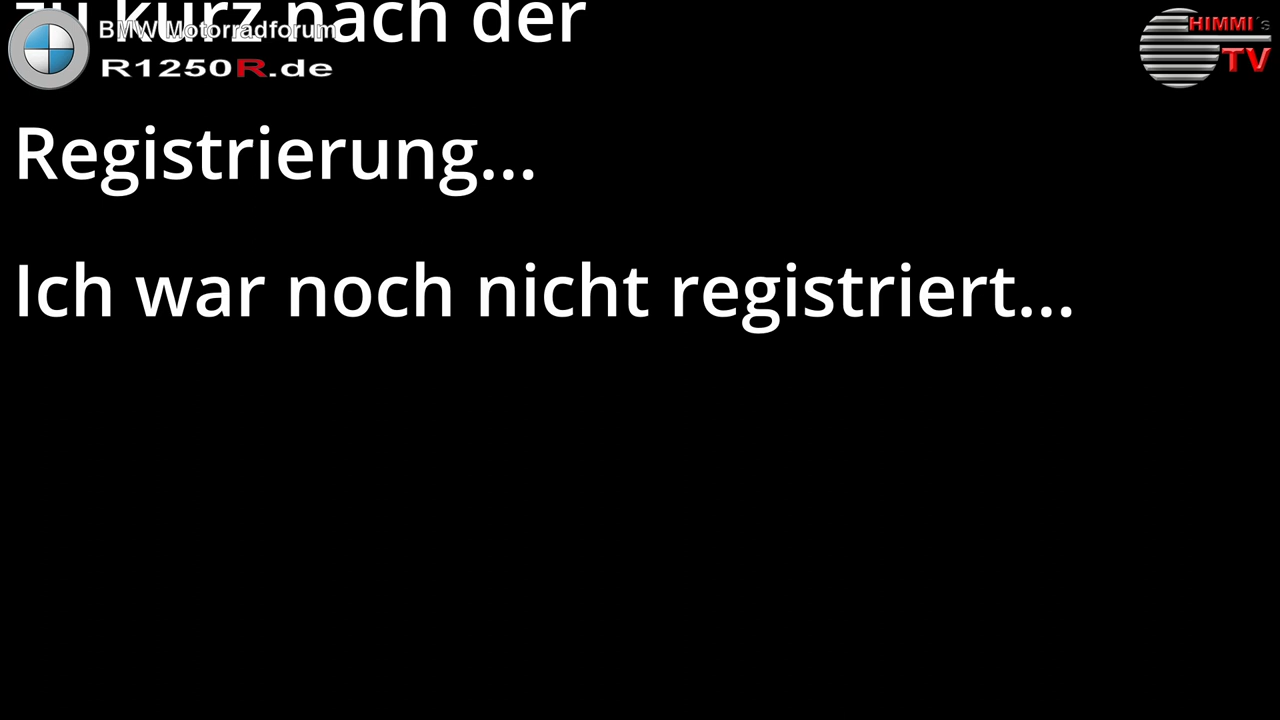 zu kurz nach der
BMW Motorradforum
R1250R.de
HIMMI´s
TV
Registrierung...
Ich war noch nicht registriert...